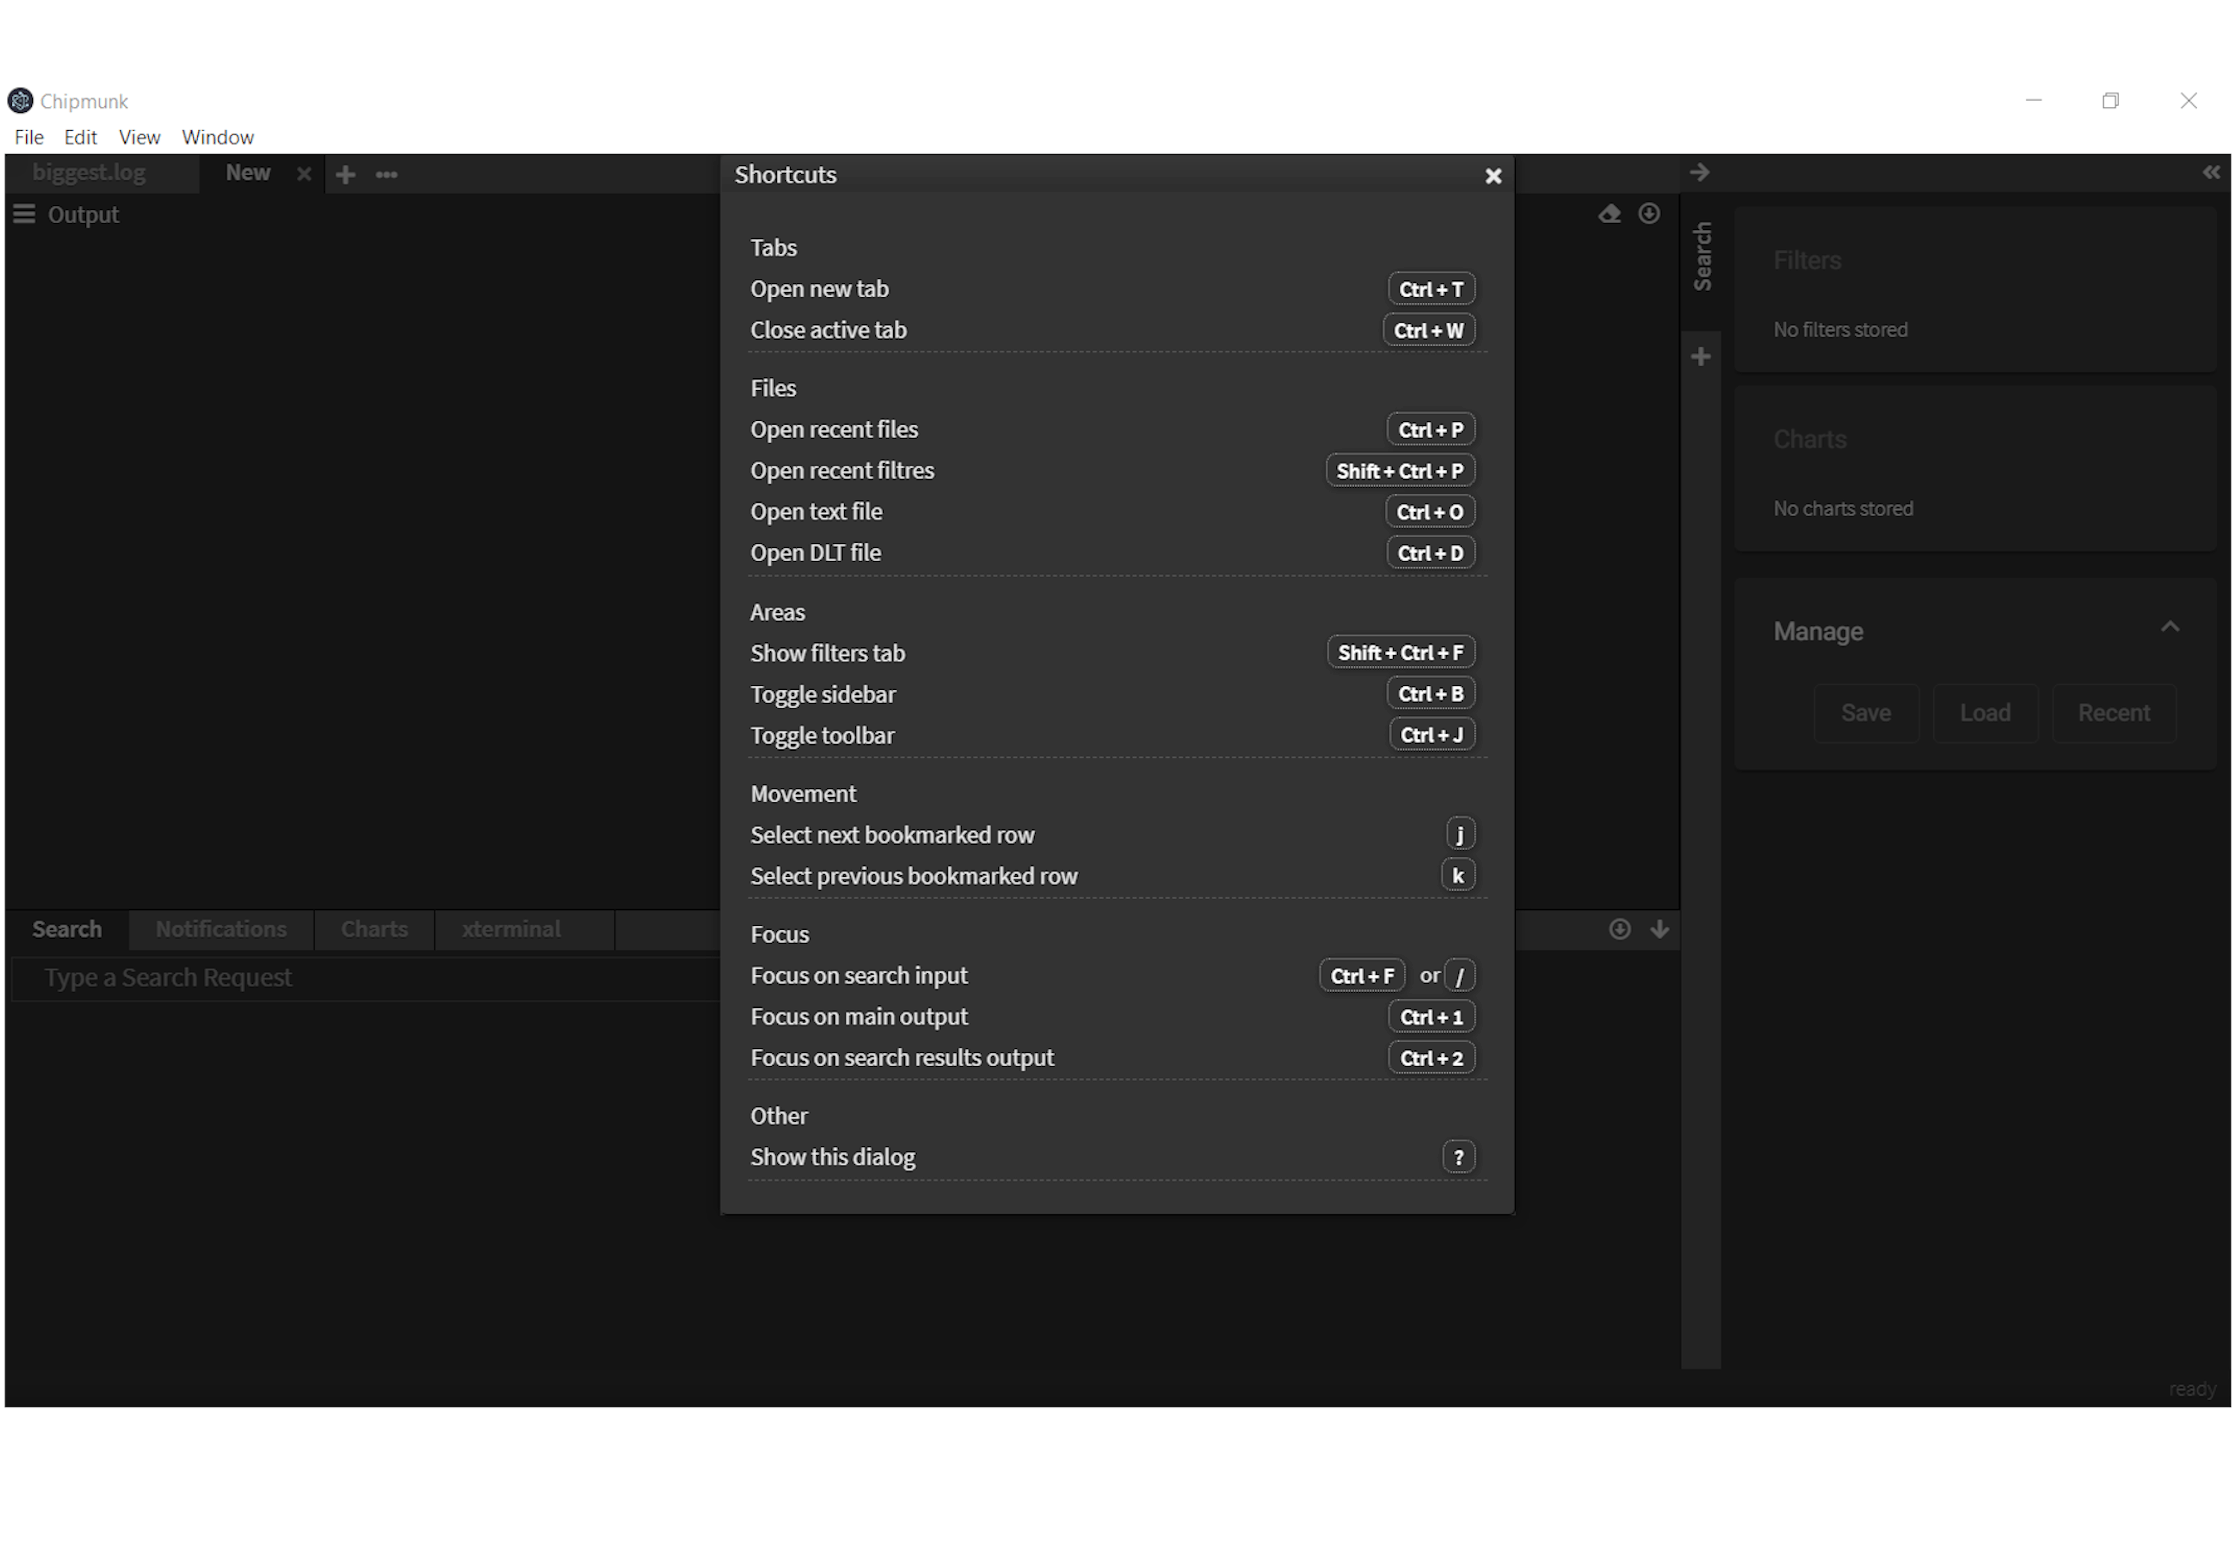 Chipmunk
File Edit View Window
biggest.log New
Output
Shortcuts
Tabs
Open new tab Ctrl + T
Close active tab Ctrl + W
Files
Open recent files Ctrl + P
Open recent filtres Shift + Ctrl + P
Open text file Ctrl + O
Open DLT file Ctrl + D
Areas
Show filters tab Shift + Ctrl + F
Toggle sidebar Ctrl + B
Toggle toolbar Ctrl + J
Movement
Select next bookmarked row j
Select previous bookmarked row k
Focus
Focus on search input Ctrl + F or /
Focus on main output Ctrl + 1
Focus on search results output Ctrl + 2
Other
Show this dialog ?
Search Notifications Charts xterminal
Type a Search Request
Search
Filters
No filters stored
Charts
No charts stored
Manage
Save Load Recent
ready